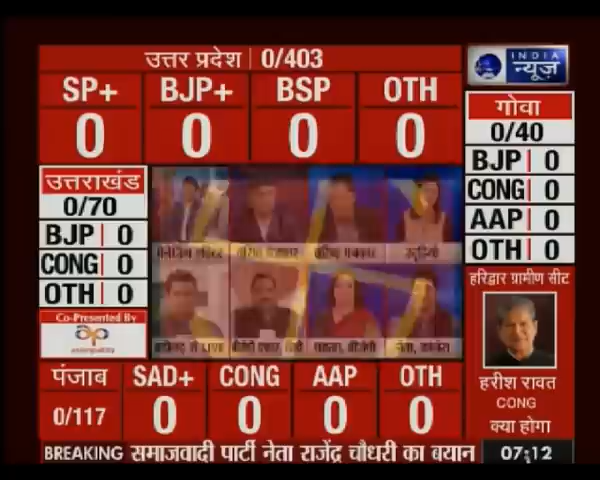 उत्तर प्रदेश 0/403
SP+ BJP+ BSP OTH
0 0 0 0
INDIA
न्यूज़
गोवा
0/40
BJP 0
CONG 0
AAP 0
OTH 0
उत्तराखंड
0/70
BJP 0
CONG 0
OTH 0
Co-Presented By
हरिद्वार ग्रामीण सीट
हरीश रावत
CONG
क्या होगा
पंजाब SAD+ CONG AAP OTH
0/117 0 0 0 0
BREAKING समाजवादी पार्टी नेता राजेंद्र चौधरी का बयान 07:12